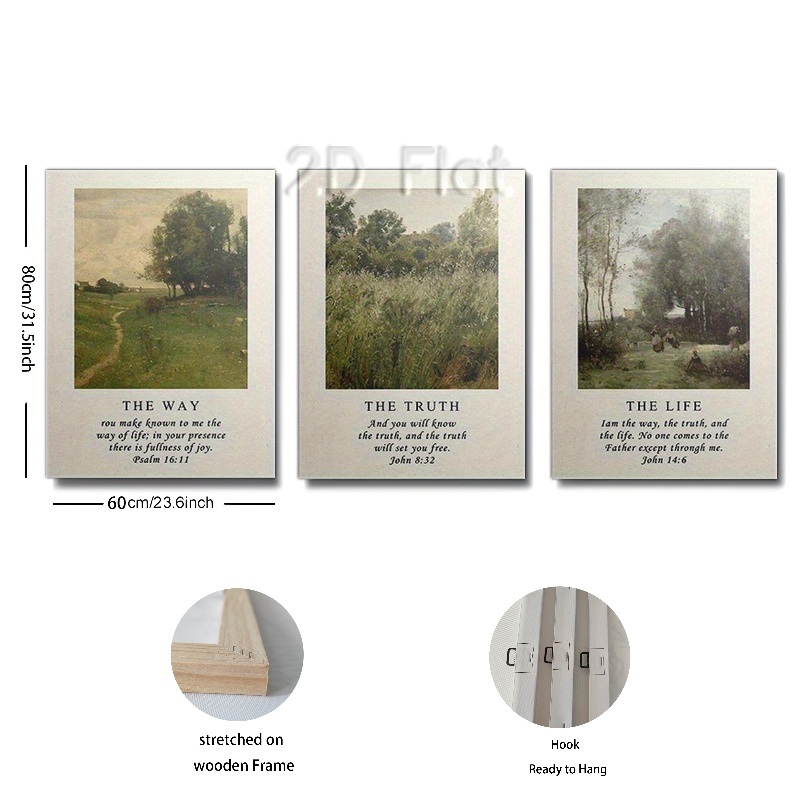 2D Flat
80cm/31.5inch
THE WAY
rou make known to me the
way of life; in your presence
there is fullness of joy.
Psalm 16:11
THE TRUTH
And you will know
the truth, and the truth
will set you free.
John 8:32
THE LIFE
Iam the way, the truth, and
the life. No one comes to the
Father except throngh me.
John 14:6
60cm/23.6inch
stretched on
wooden Frame
Hook
Ready to Hang